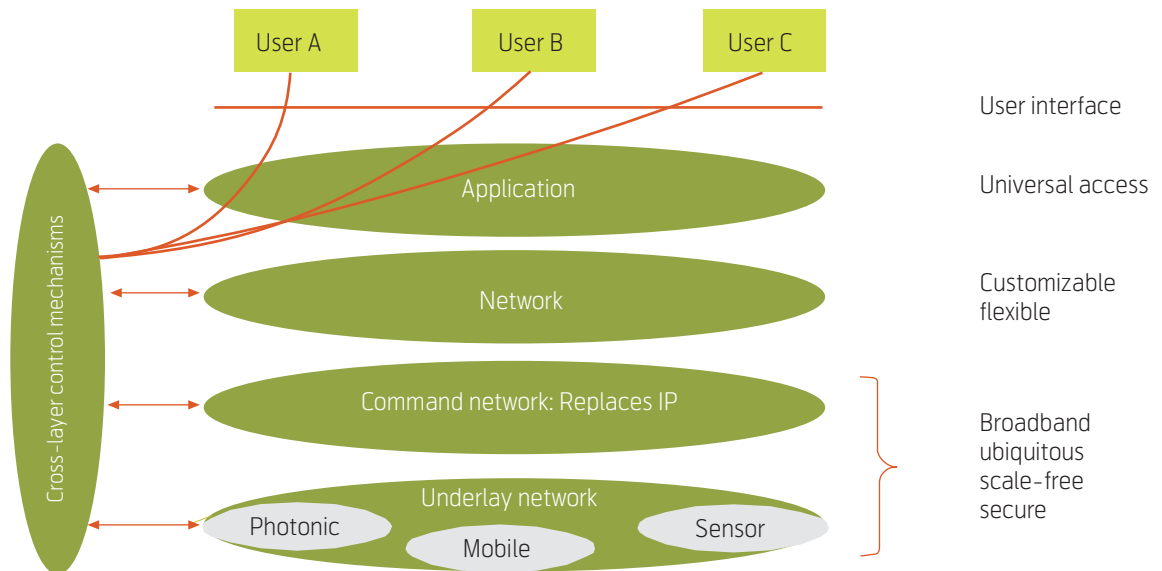 User A
User B
User C
User interface
Application
Universal access
Cross-layer control mechanisms
Network
Customizable
flexible
Command network: Replaces IP
Broadband
ubiquitous
scale-free
secure
Underlay network
Photonic
Mobile
Sensor